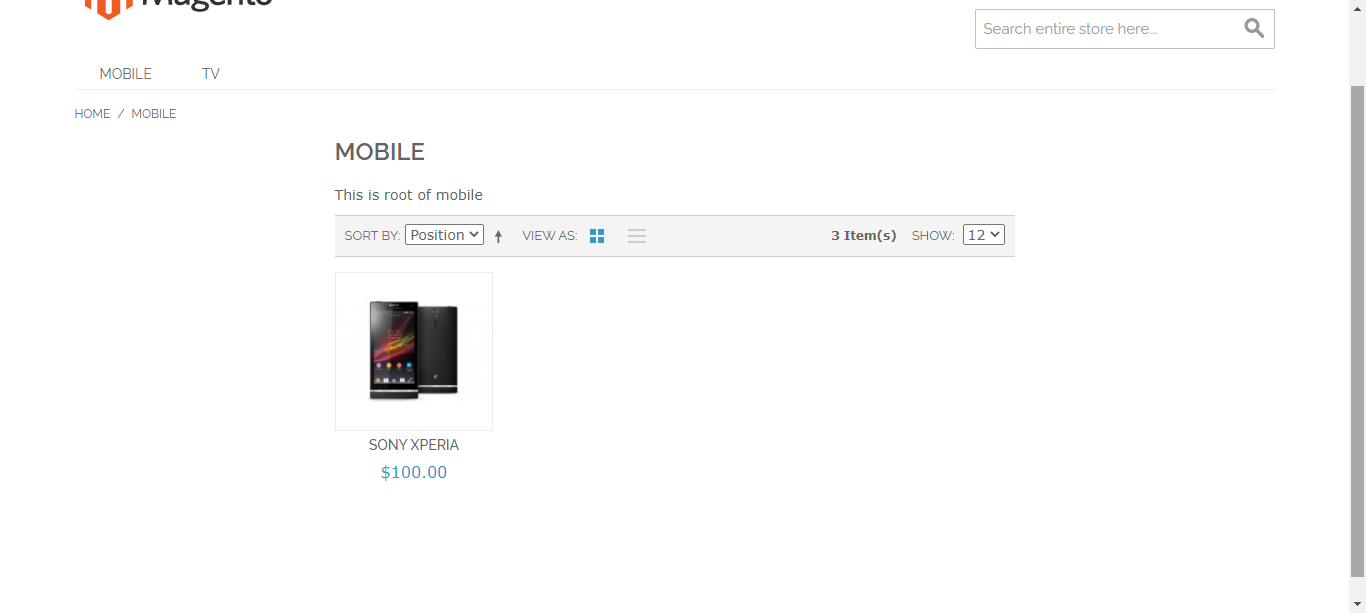 Magento
Search entire store here...
MOBILE TV
HOME / MOBILE
MOBILE
This is root of mobile
SORT BY: Position VIEW AS: 3 Item(s) SHOW: 12
SONY XPERIA
$100.00